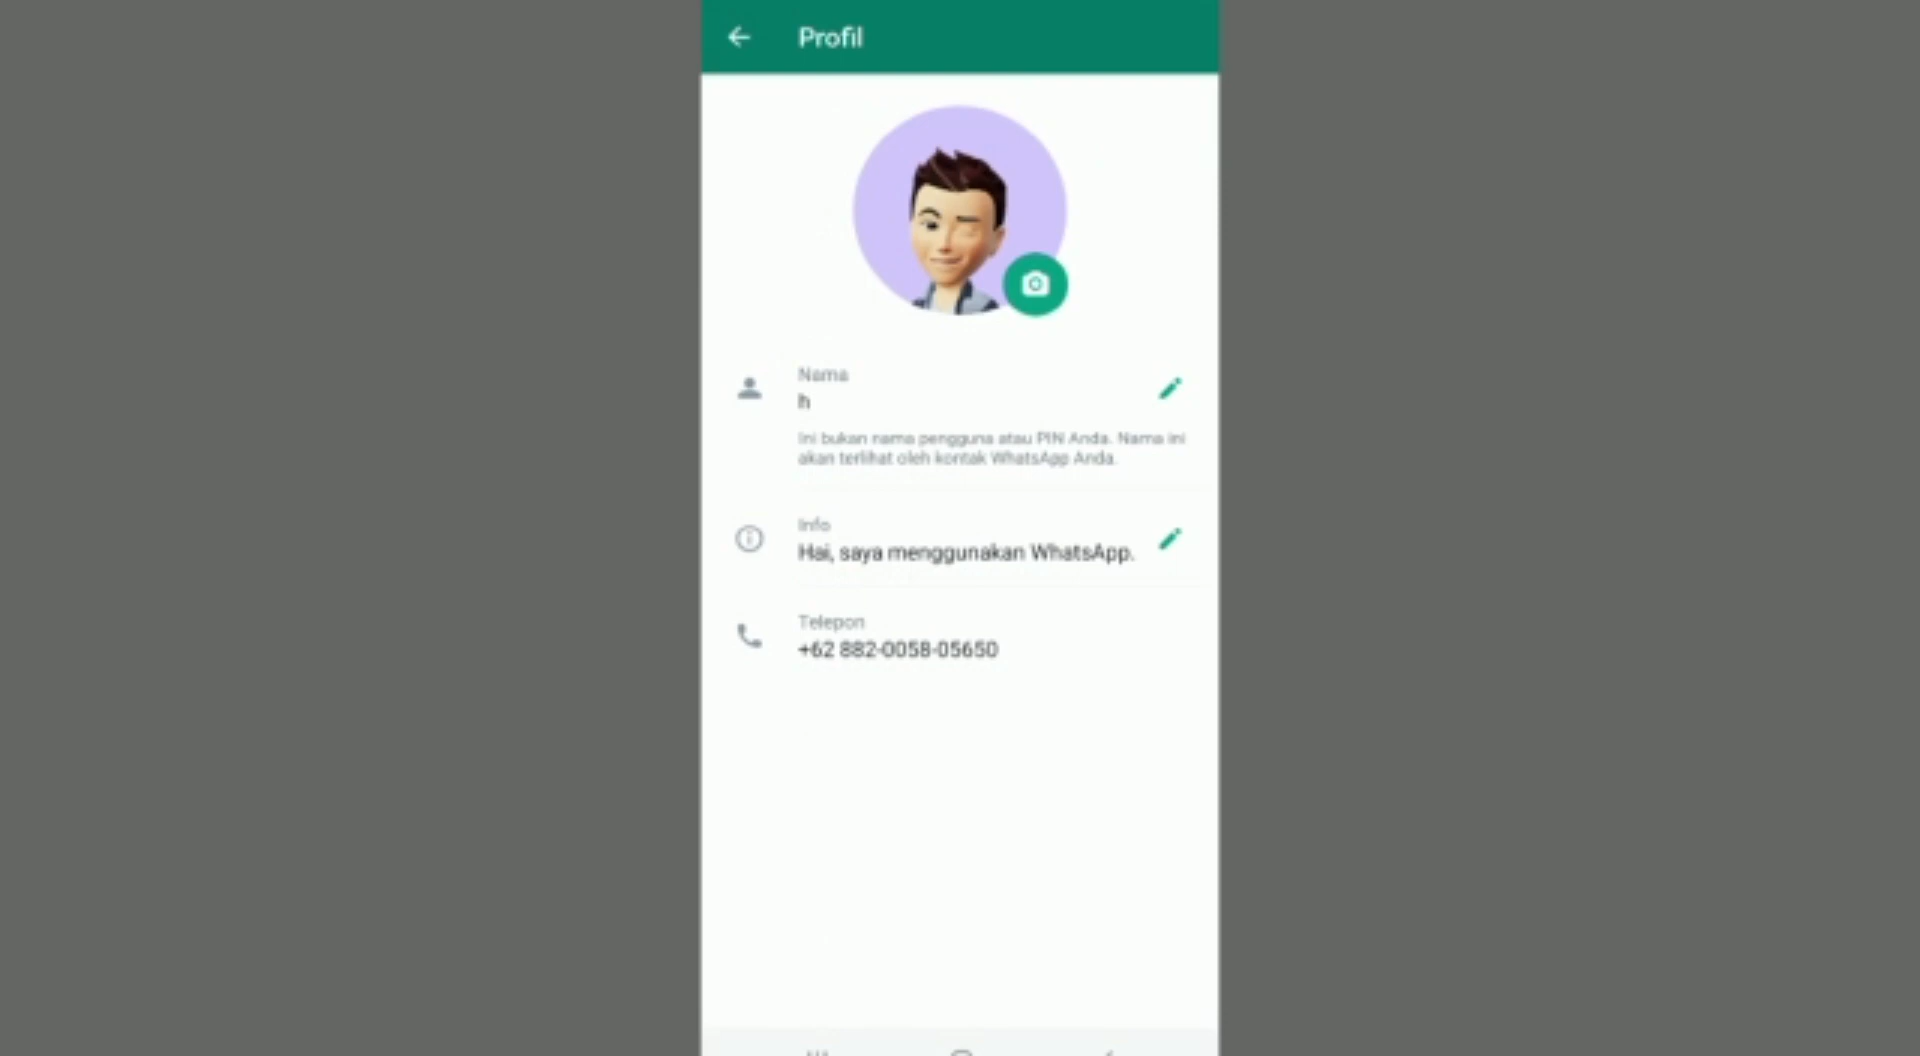 Profil
Nama
h
Ini bukan nama pengguna atau PIN Anda. Nama ini
akan terlihat oleh kontak WhatsApp Anda.
Info
Hai, saya menggunakan WhatsApp.
Telepon
+62 882-0058-05650